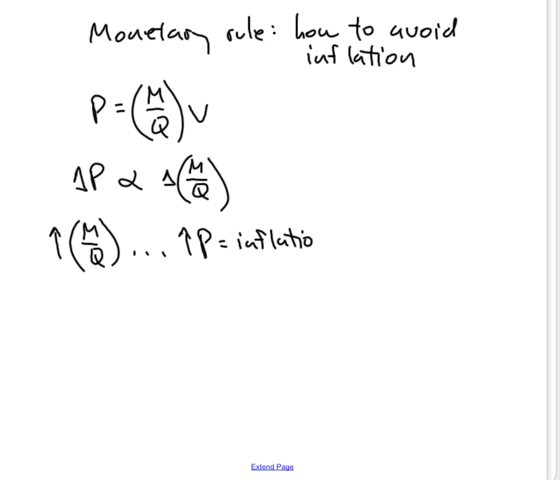 Monetary rule: how to avoid
inflation
P = (M/Q) V
ΔP ∝ Δ(M/Q)
↑(M/Q) ... ↑P = inflatio
Extend Page